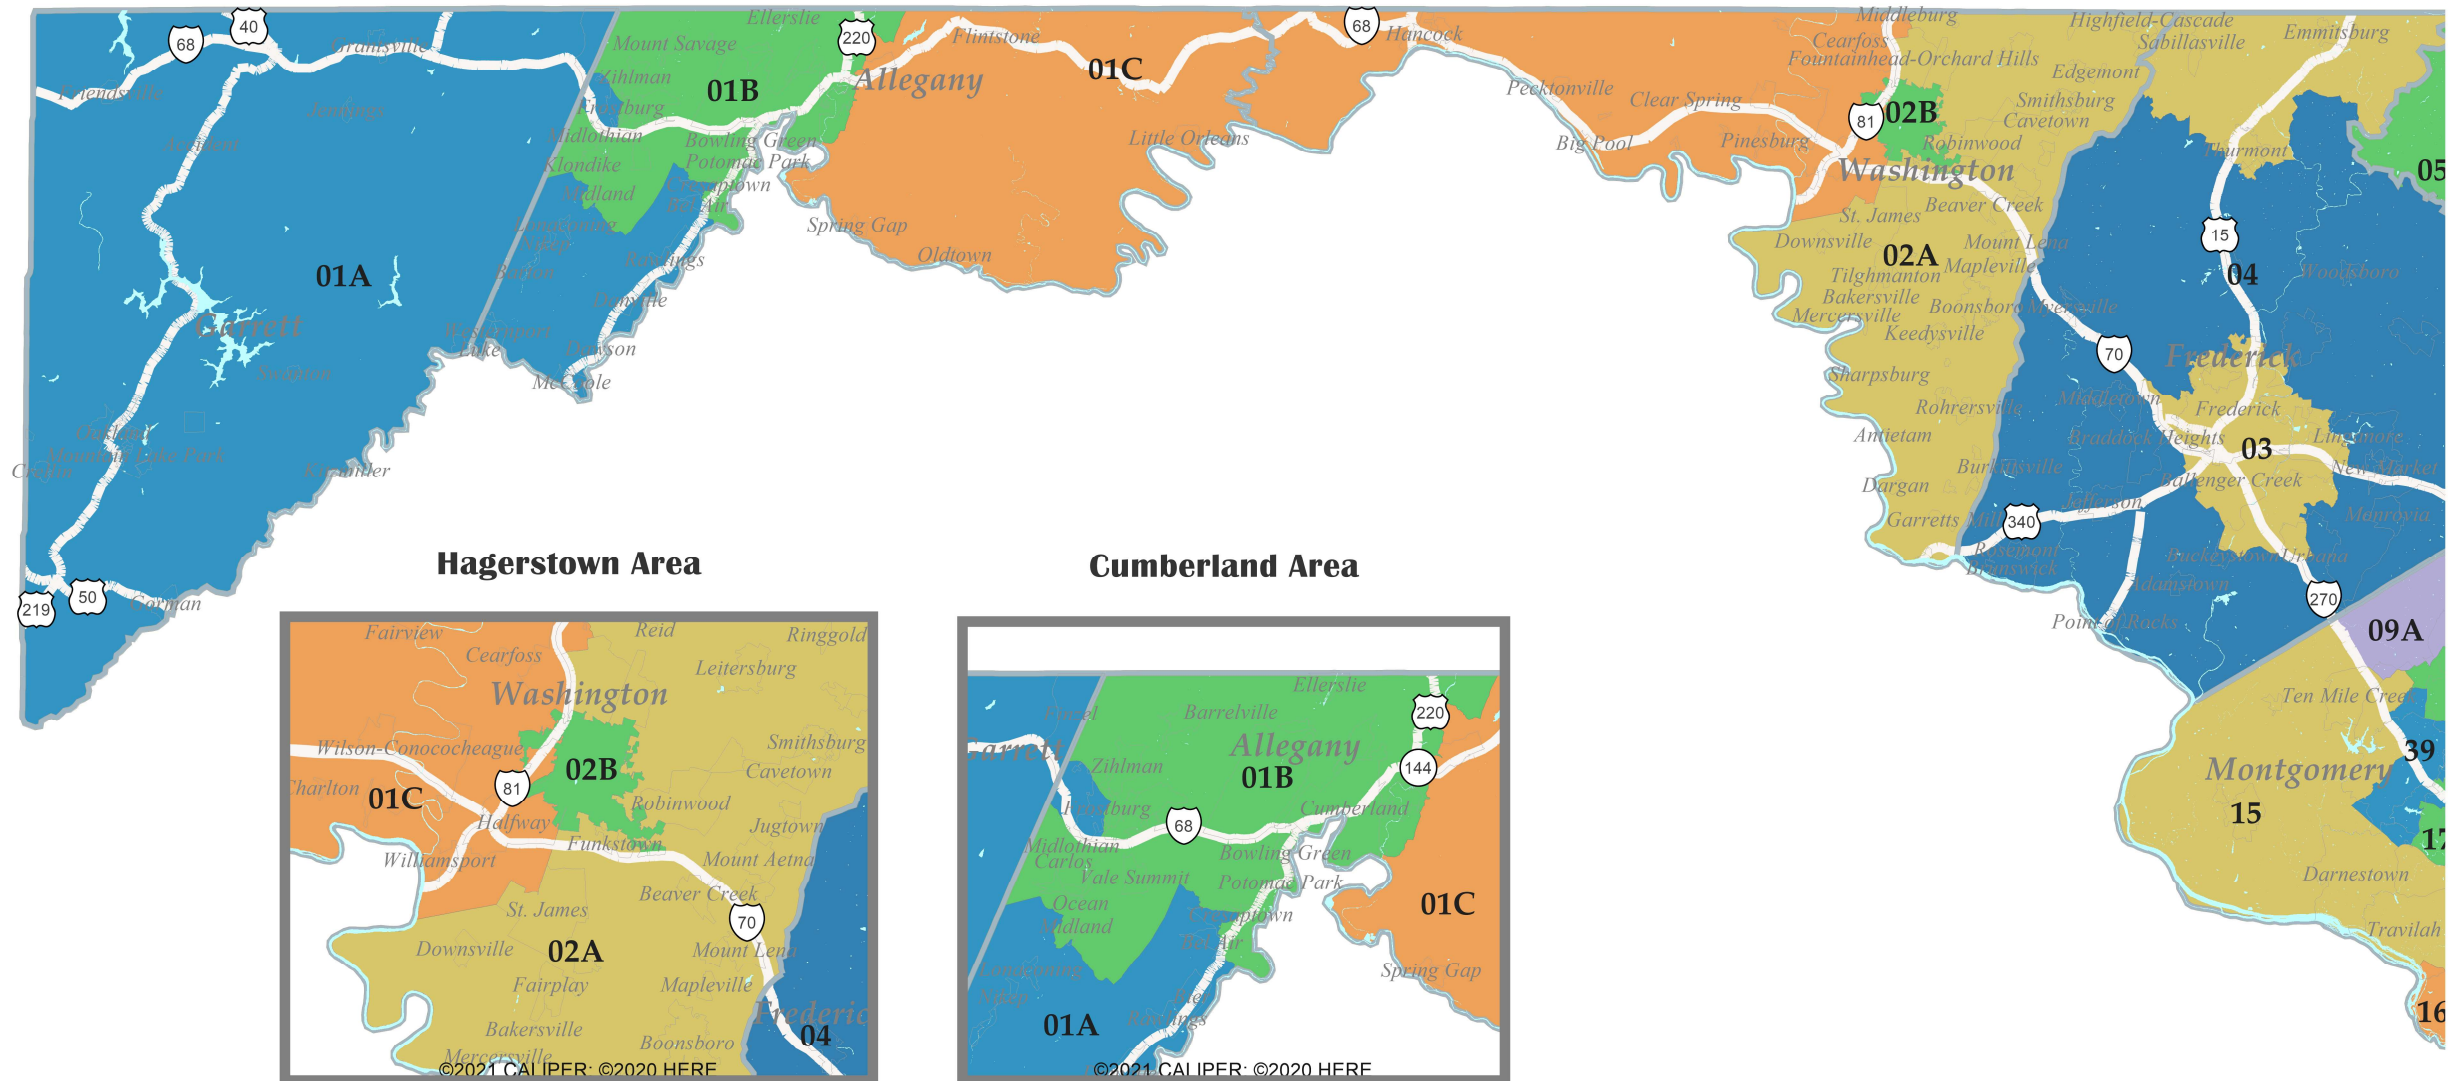 Ellerslie
Middleburg
Highfield-Cascade
40
68
220
68
Hancock
Emmitsburg
Mount Savage
Flintstone
Cearfoss
Sabillasville
Grantsville
Fountainhead-Orchard Hills
Zihlman
Allegany
01C
Edgemont
Friendsville
01B
Pecktonville
Clear Spring
Smithsburg
Jennings
Frostburg
02B
Cavetown
81
Accident
Midlothian
Bowling Green
Little Orleans
Big Pool
Pinesburg
Robinwood
Thurmont
Klondike
Potomac Park
Washington
05
Midland
Cresaptown
Bel Air
Beaver Creek
Lonaconing
Spring Gap
St. James
Nikep
Downsville
Mount Lena
15
Rawlings
Oldtown
02A
Barton
Mapleville
01A
Tilghmanton
04
Woodsboro
Danville
Bakersville
Boonsboro
Myersville
Garrett
Mercersville
Westernport
Keedysville
Luke
Dawson
70
Frederick
Swanton
McCoole
Sharpsburg
Middletown
Rohrersville
Frederick
Oakland
Antietam
Braddock Heights
Linganore
Mountain Lake Park
03
Crellin
Kitzmiller
Burkittsville
New Market
Dargan
Ballenger Creek
Jefferson
Garretts Mill
340
Monrovia
Rosemont
Buckeystown
Urbana
Brunswick
Adamstown
219
50
Gorman
270
Point of Rocks
09A
Ten Mile Creek
39
Montgomery
15
17
Darnestown
Travilah
16
Hagerstown Area
Fairview
Reid
Ringgold
Cearfoss
Leitersburg
Washington
Wilson-Conococheague
Smithsburg
02B
Cavetown
81
Charlton
01C
Robinwood
Halfway
Jugtown
Funkstown
Williamsport
Mount Aetna
Beaver Creek
St. James
70
Downsville
02A
Mount Lena
Fairplay
Mapleville
Frederic
Bakersville
04
Boonsboro
Mercersville
©2021 CALIPER; ©2020 HERE
Cumberland Area
Ellerslie
Barrelville
220
Garrett
Allegany
Zihlman
01B
144
Frostburg
Cumberland
68
Midlothian
Bowling Green
Carlos
Vale Summit
Potomac Park
Ocean
01C
Cresaptown
Midland
Bel Air
Lonaconing
Spring Gap
Nikep
Rawlings
01A
©2021 CALIPER; ©2020 HERE